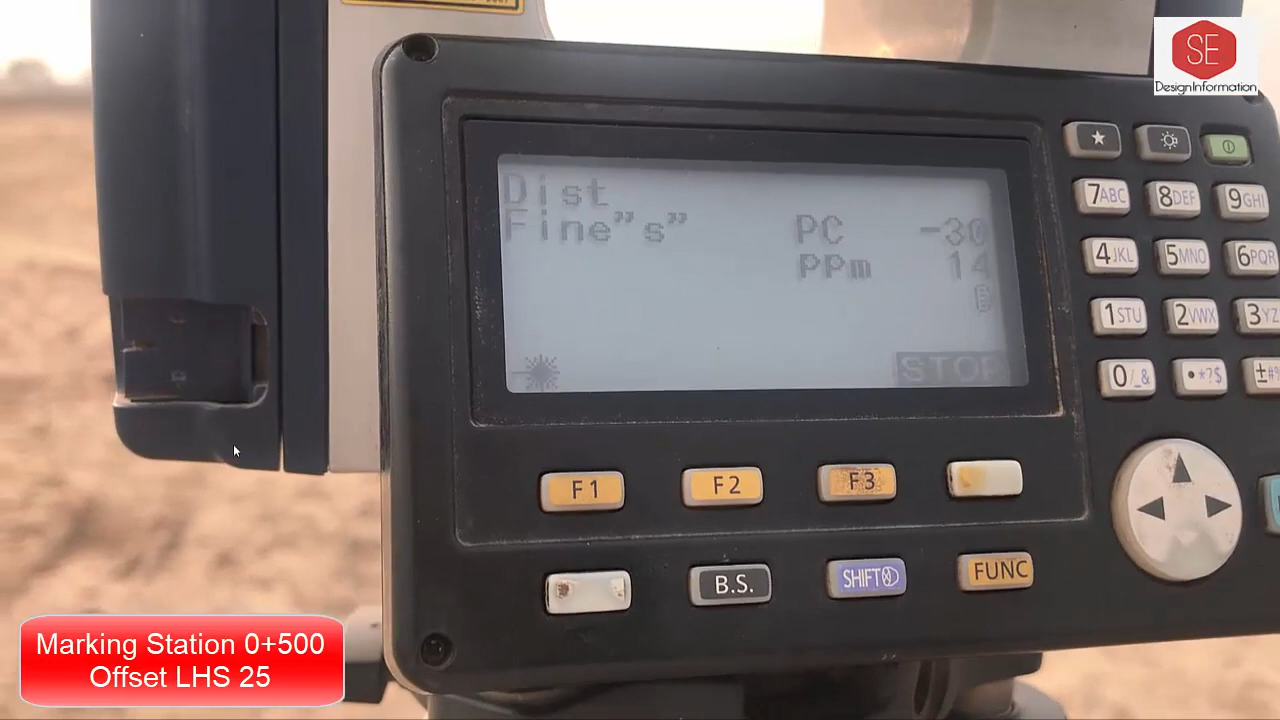 SE
DesignInformation
Dist
Fine"s"
PC -30
PPm 14
STOP
7ABC 8DEF 9GHI
4JKL 5MNO 6PQR
1STU 2VWX 3YZ
0/_& •*?$ ±#%
F1 F2 F3
B.S. SHIFT FUNC
Marking Station 0+500
Offset LHS 25